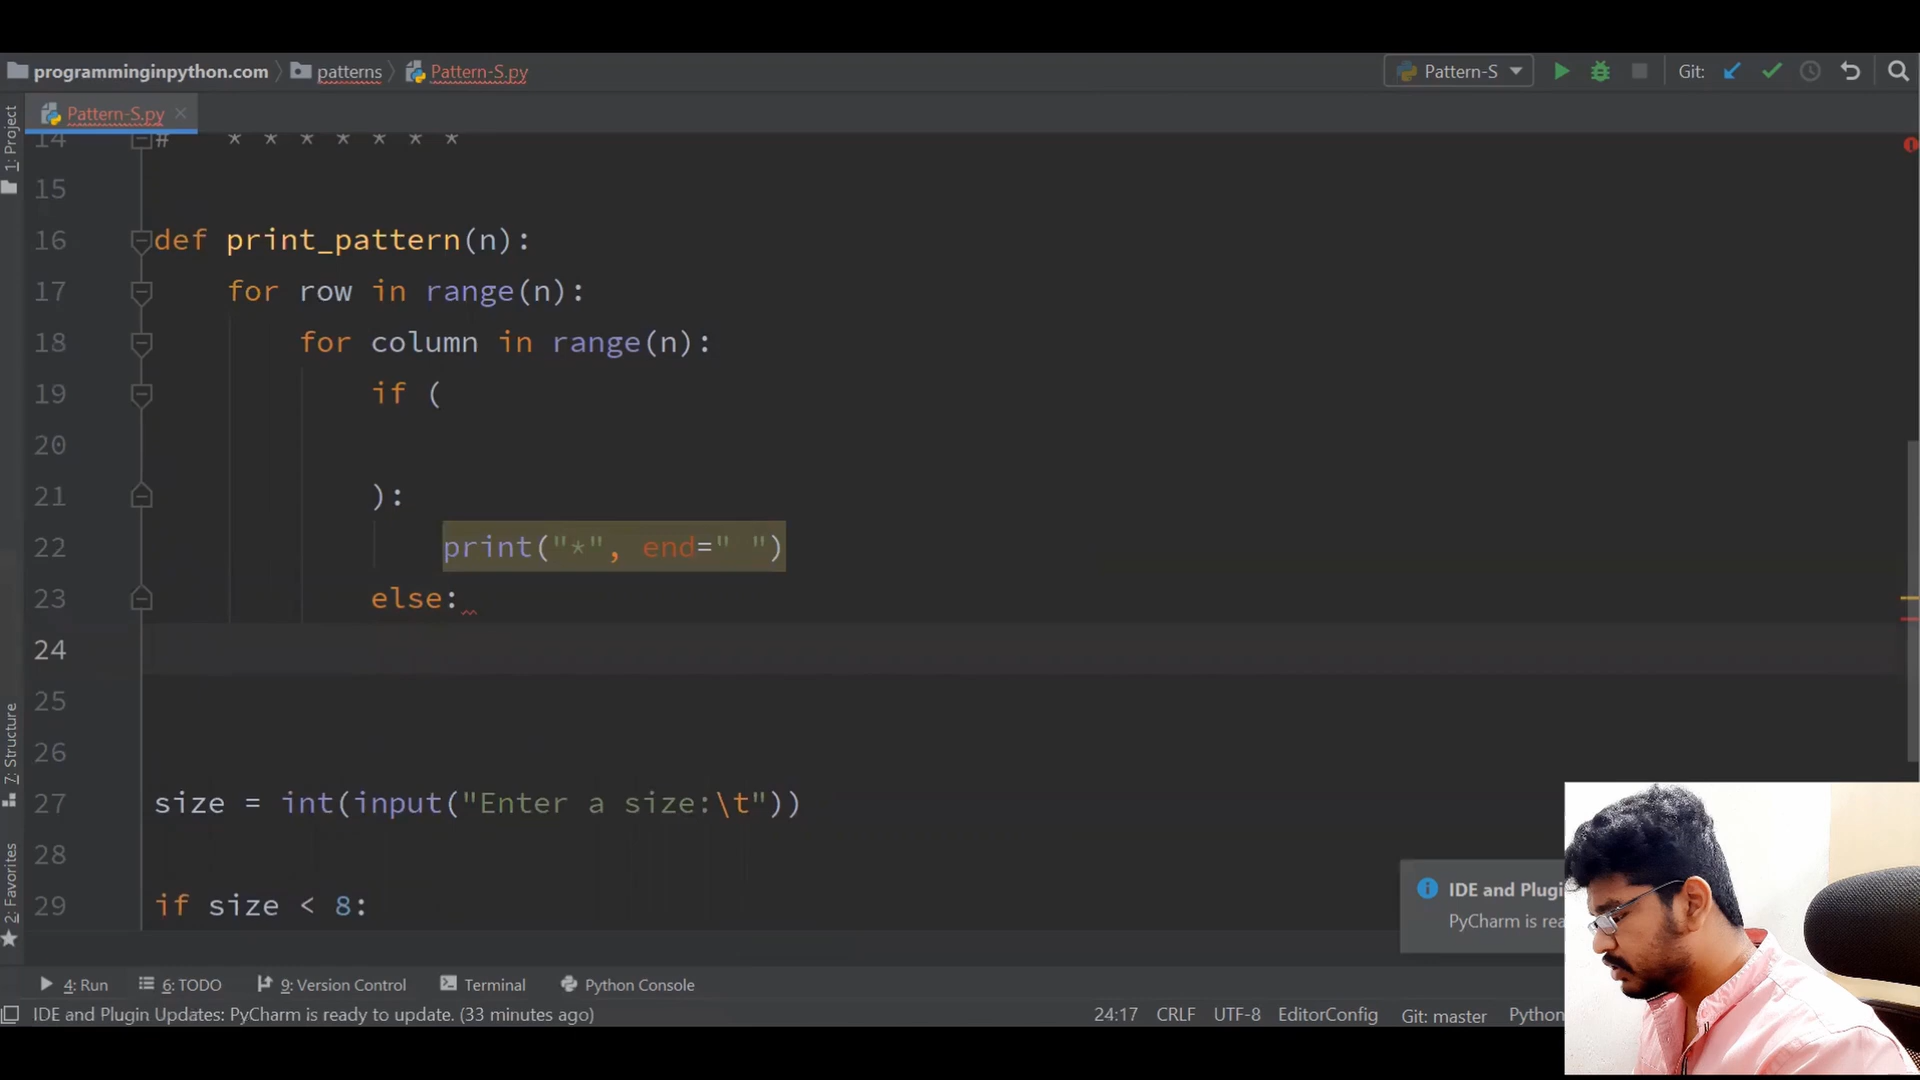 programminginpython.com patterns Pattern-S.py Pattern-S Git:
Pattern-S.py
1: Project
14 # * * * * * * *
15
16 def print_pattern(n):
17 for row in range(n):
18 for column in range(n):
19 if (
20
21 ):
22 print("*", end=" ")
23 else:
24
25
26
27 size = int(input("Enter a size:\t"))
28
29 if size < 8:
7: Structure
2: Favorites
IDE and Plugi
PyCharm is rea
4: Run 6: TODO 9: Version Control Terminal Python Console
IDE and Plugin Updates: PyCharm is ready to update. (33 minutes ago) 24:17 CRLF UTF-8 EditorConfig Git: master Python